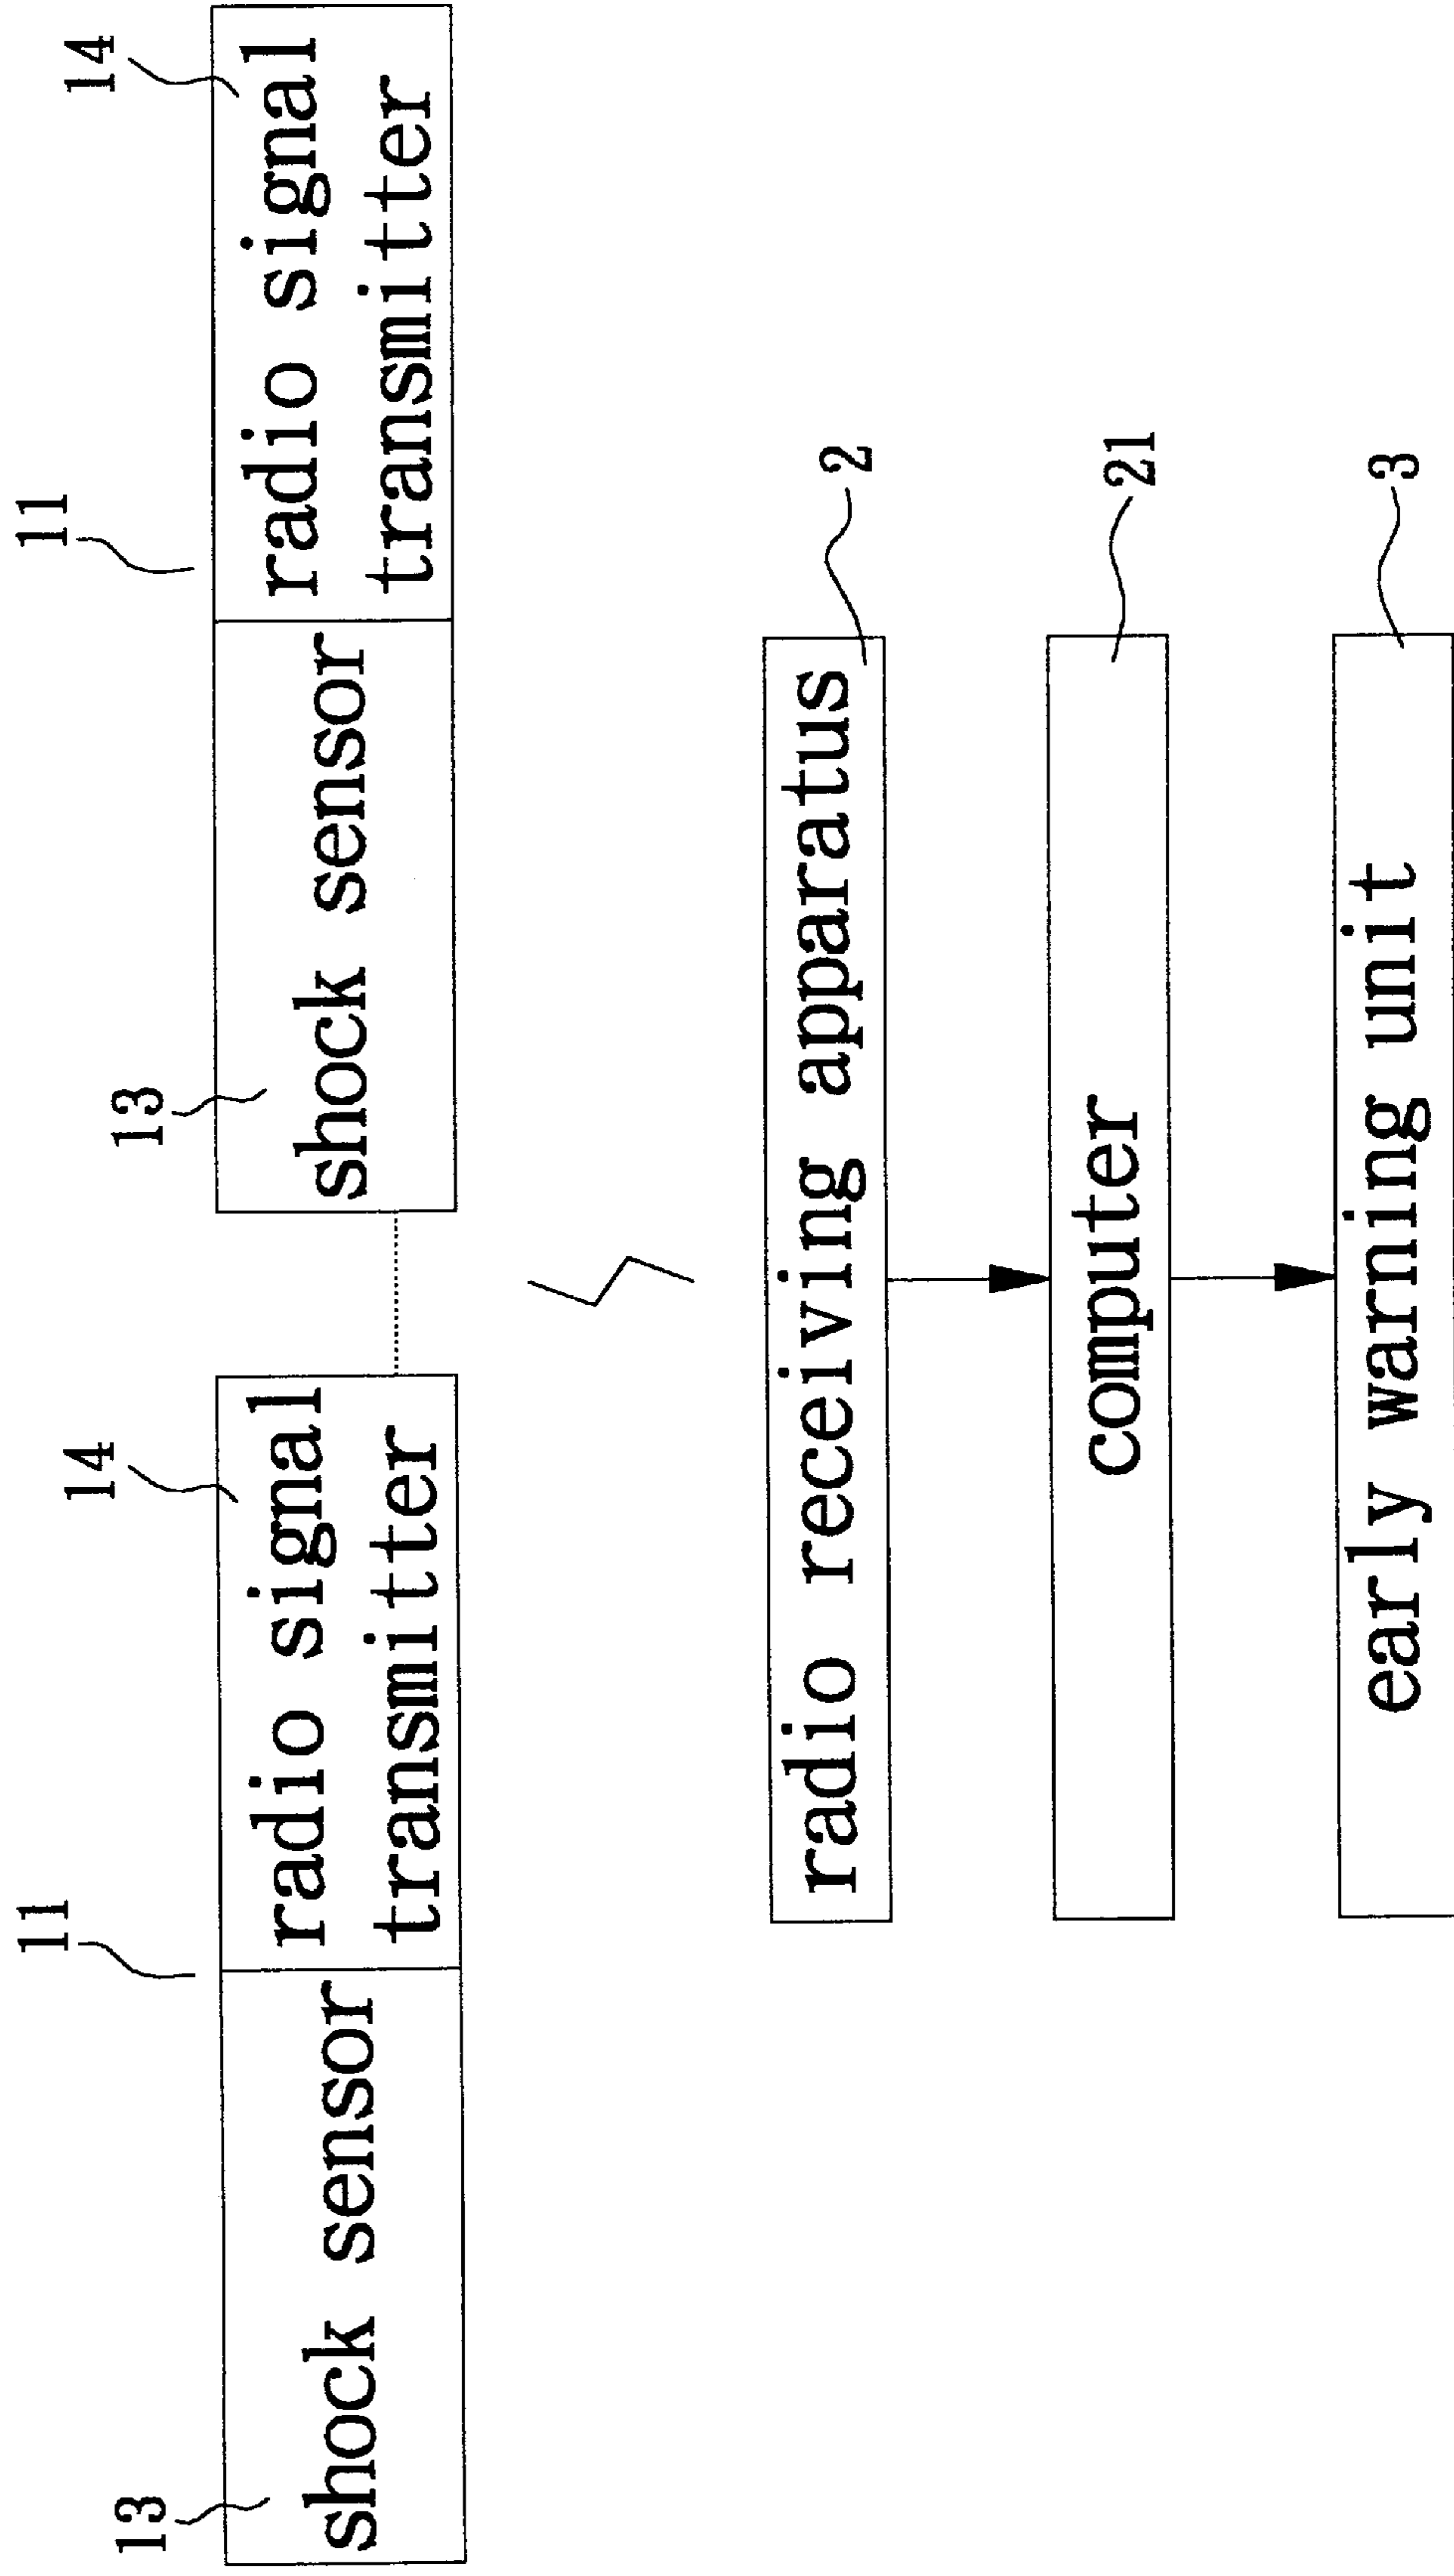 11
11
13
14
13
14
shock sensor
radio signal
transmitter
shock sensor
radio signal
transmitter
radio receiving apparatus
2
computer
21
early warning unit
3